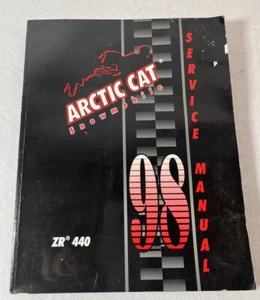 ARCTIC CAT
Snowmobile
SERVICE MANUAL
98
ZR® 440